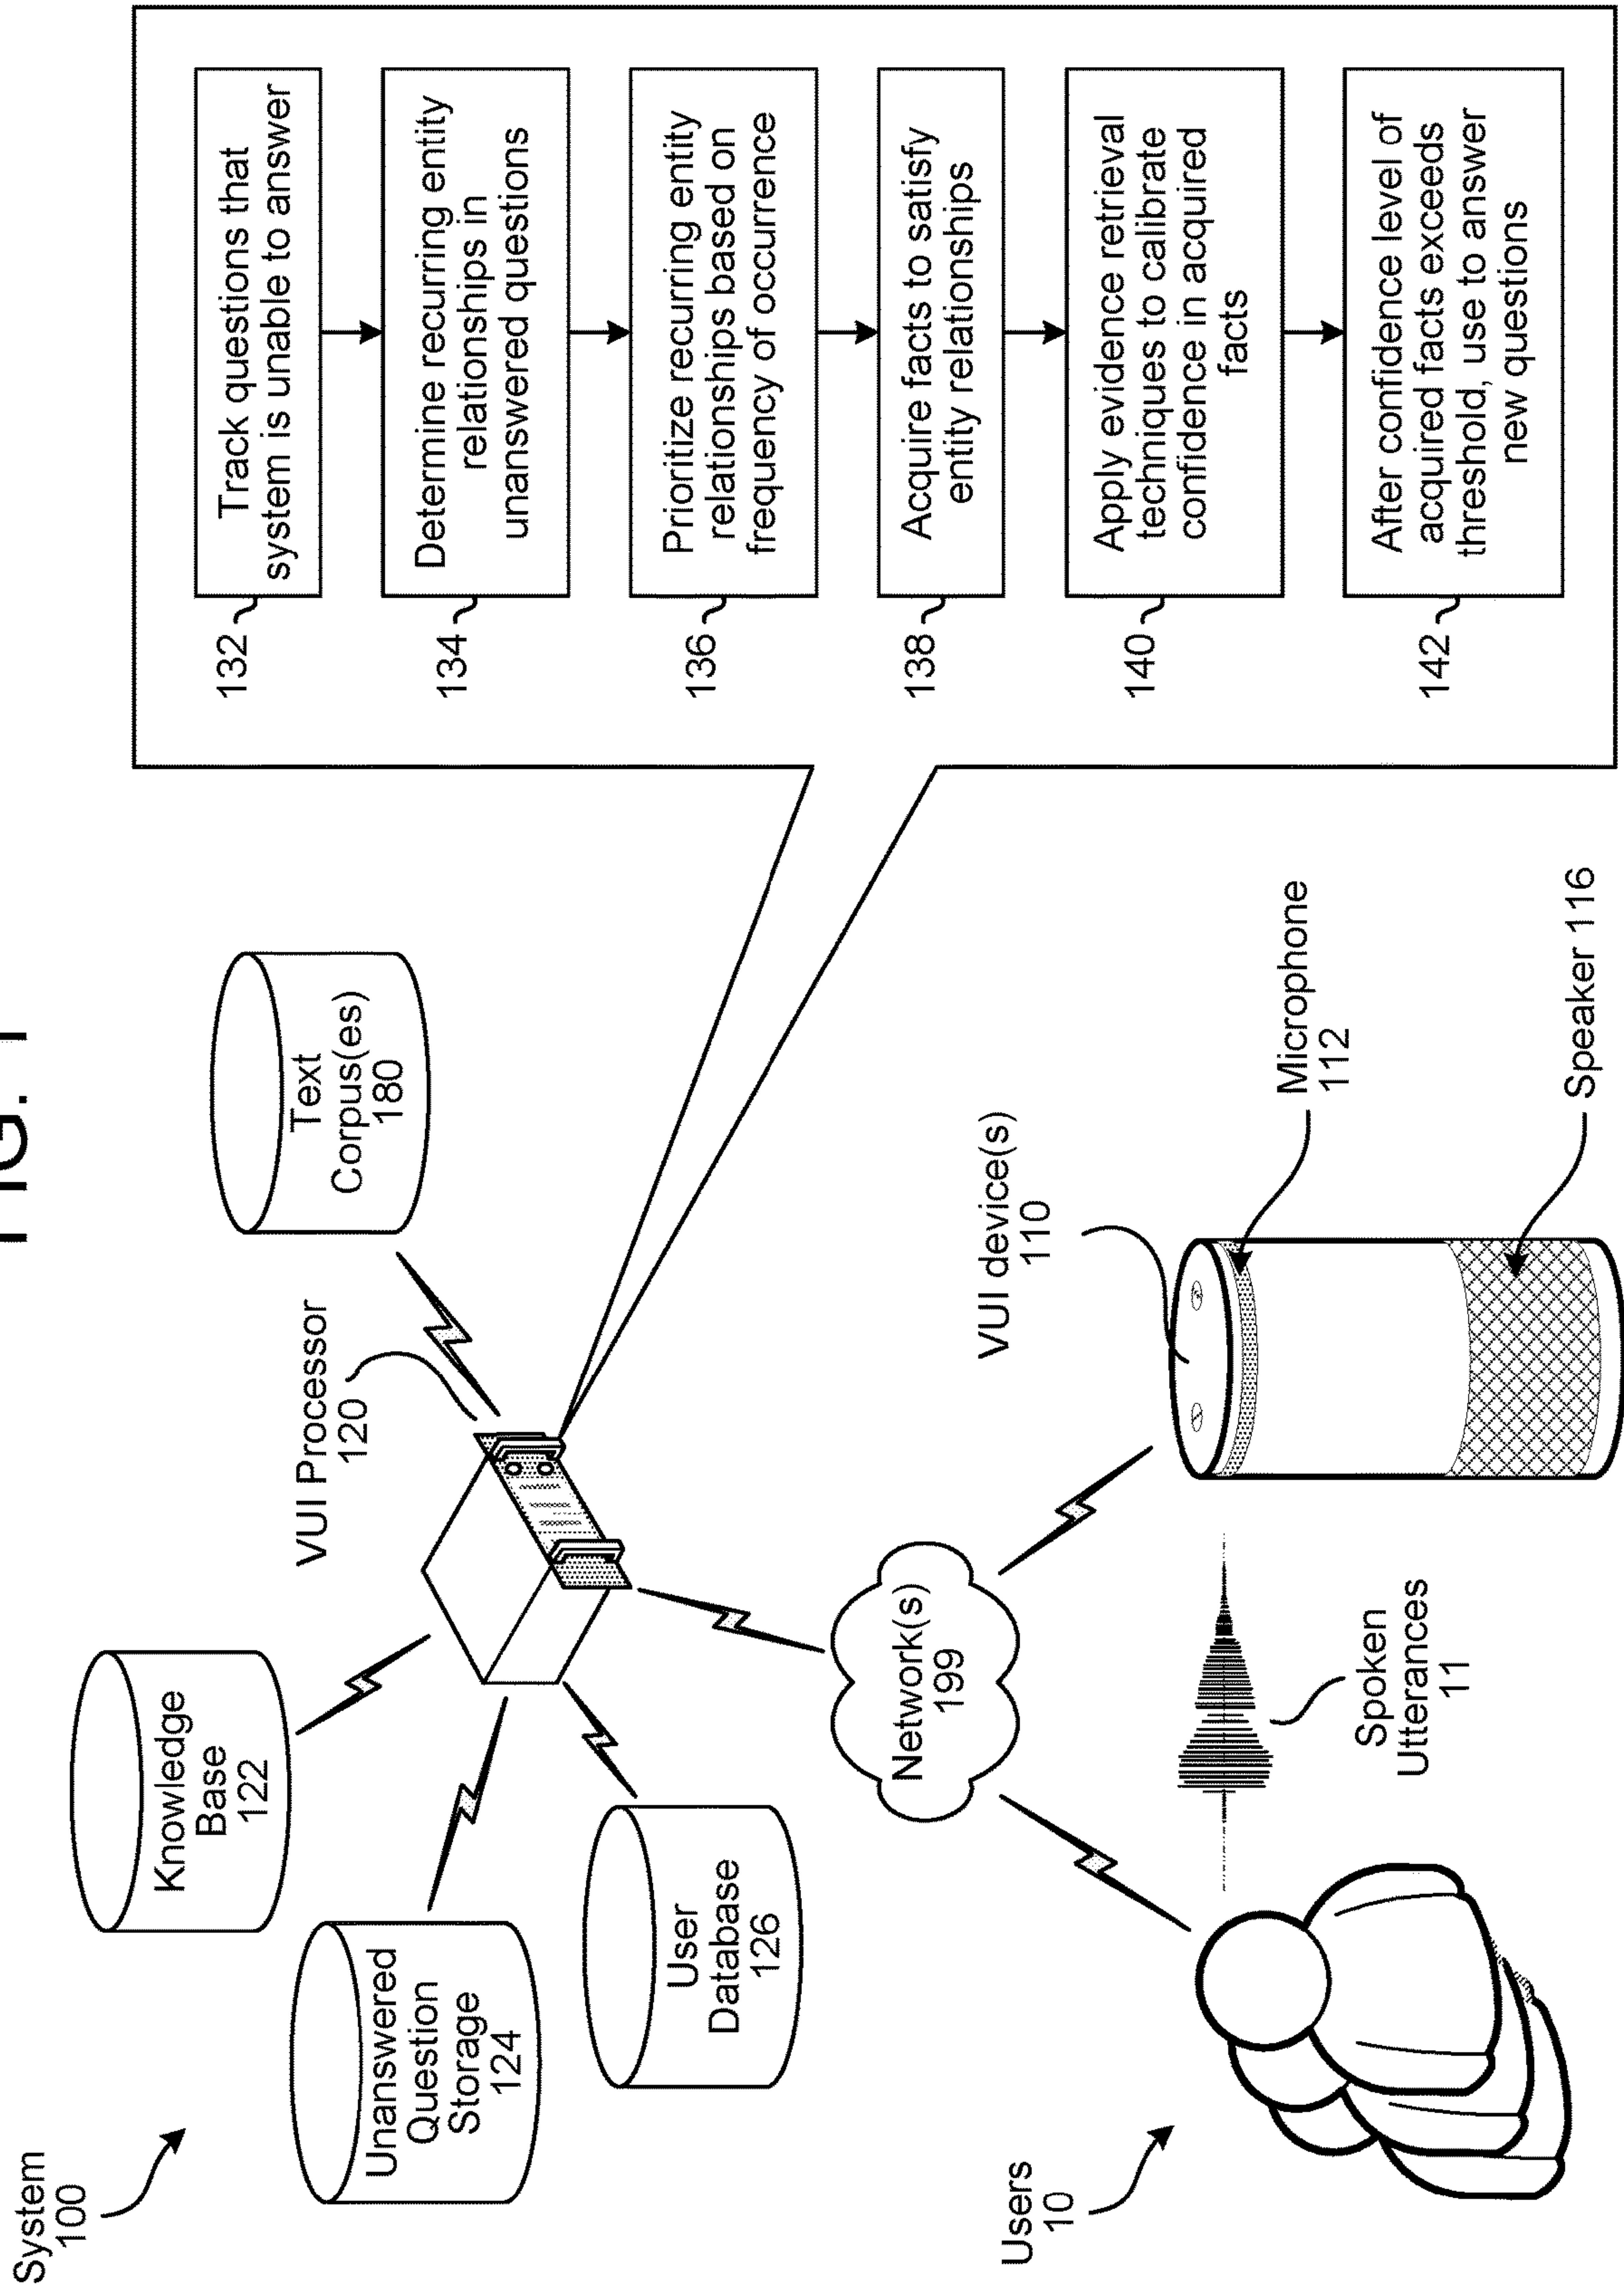 FIG. 1
System
100
Knowledge
Base
122
Unanswered
Question
Storage
124
User
Database
126
VUI Processor
120
Text
Corpus(es)
180
Network(s)
199
Users
10
Spoken
Utterances
11
VUI device(s)
110
Microphone
112
Speaker 116
132
Track questions that
system is unable to answer
134
Determine recurring entity
relationships in
unanswered questions
136
Prioritize recurring entity
relationships based on
frequency of occurrence
138
Acquire facts to satisfy
entity relationships
140
Apply evidence retrieval
techniques to calibrate
confidence in acquired
facts
142
After confidence level of
acquired facts exceeds
threshold, use to answer
new questions